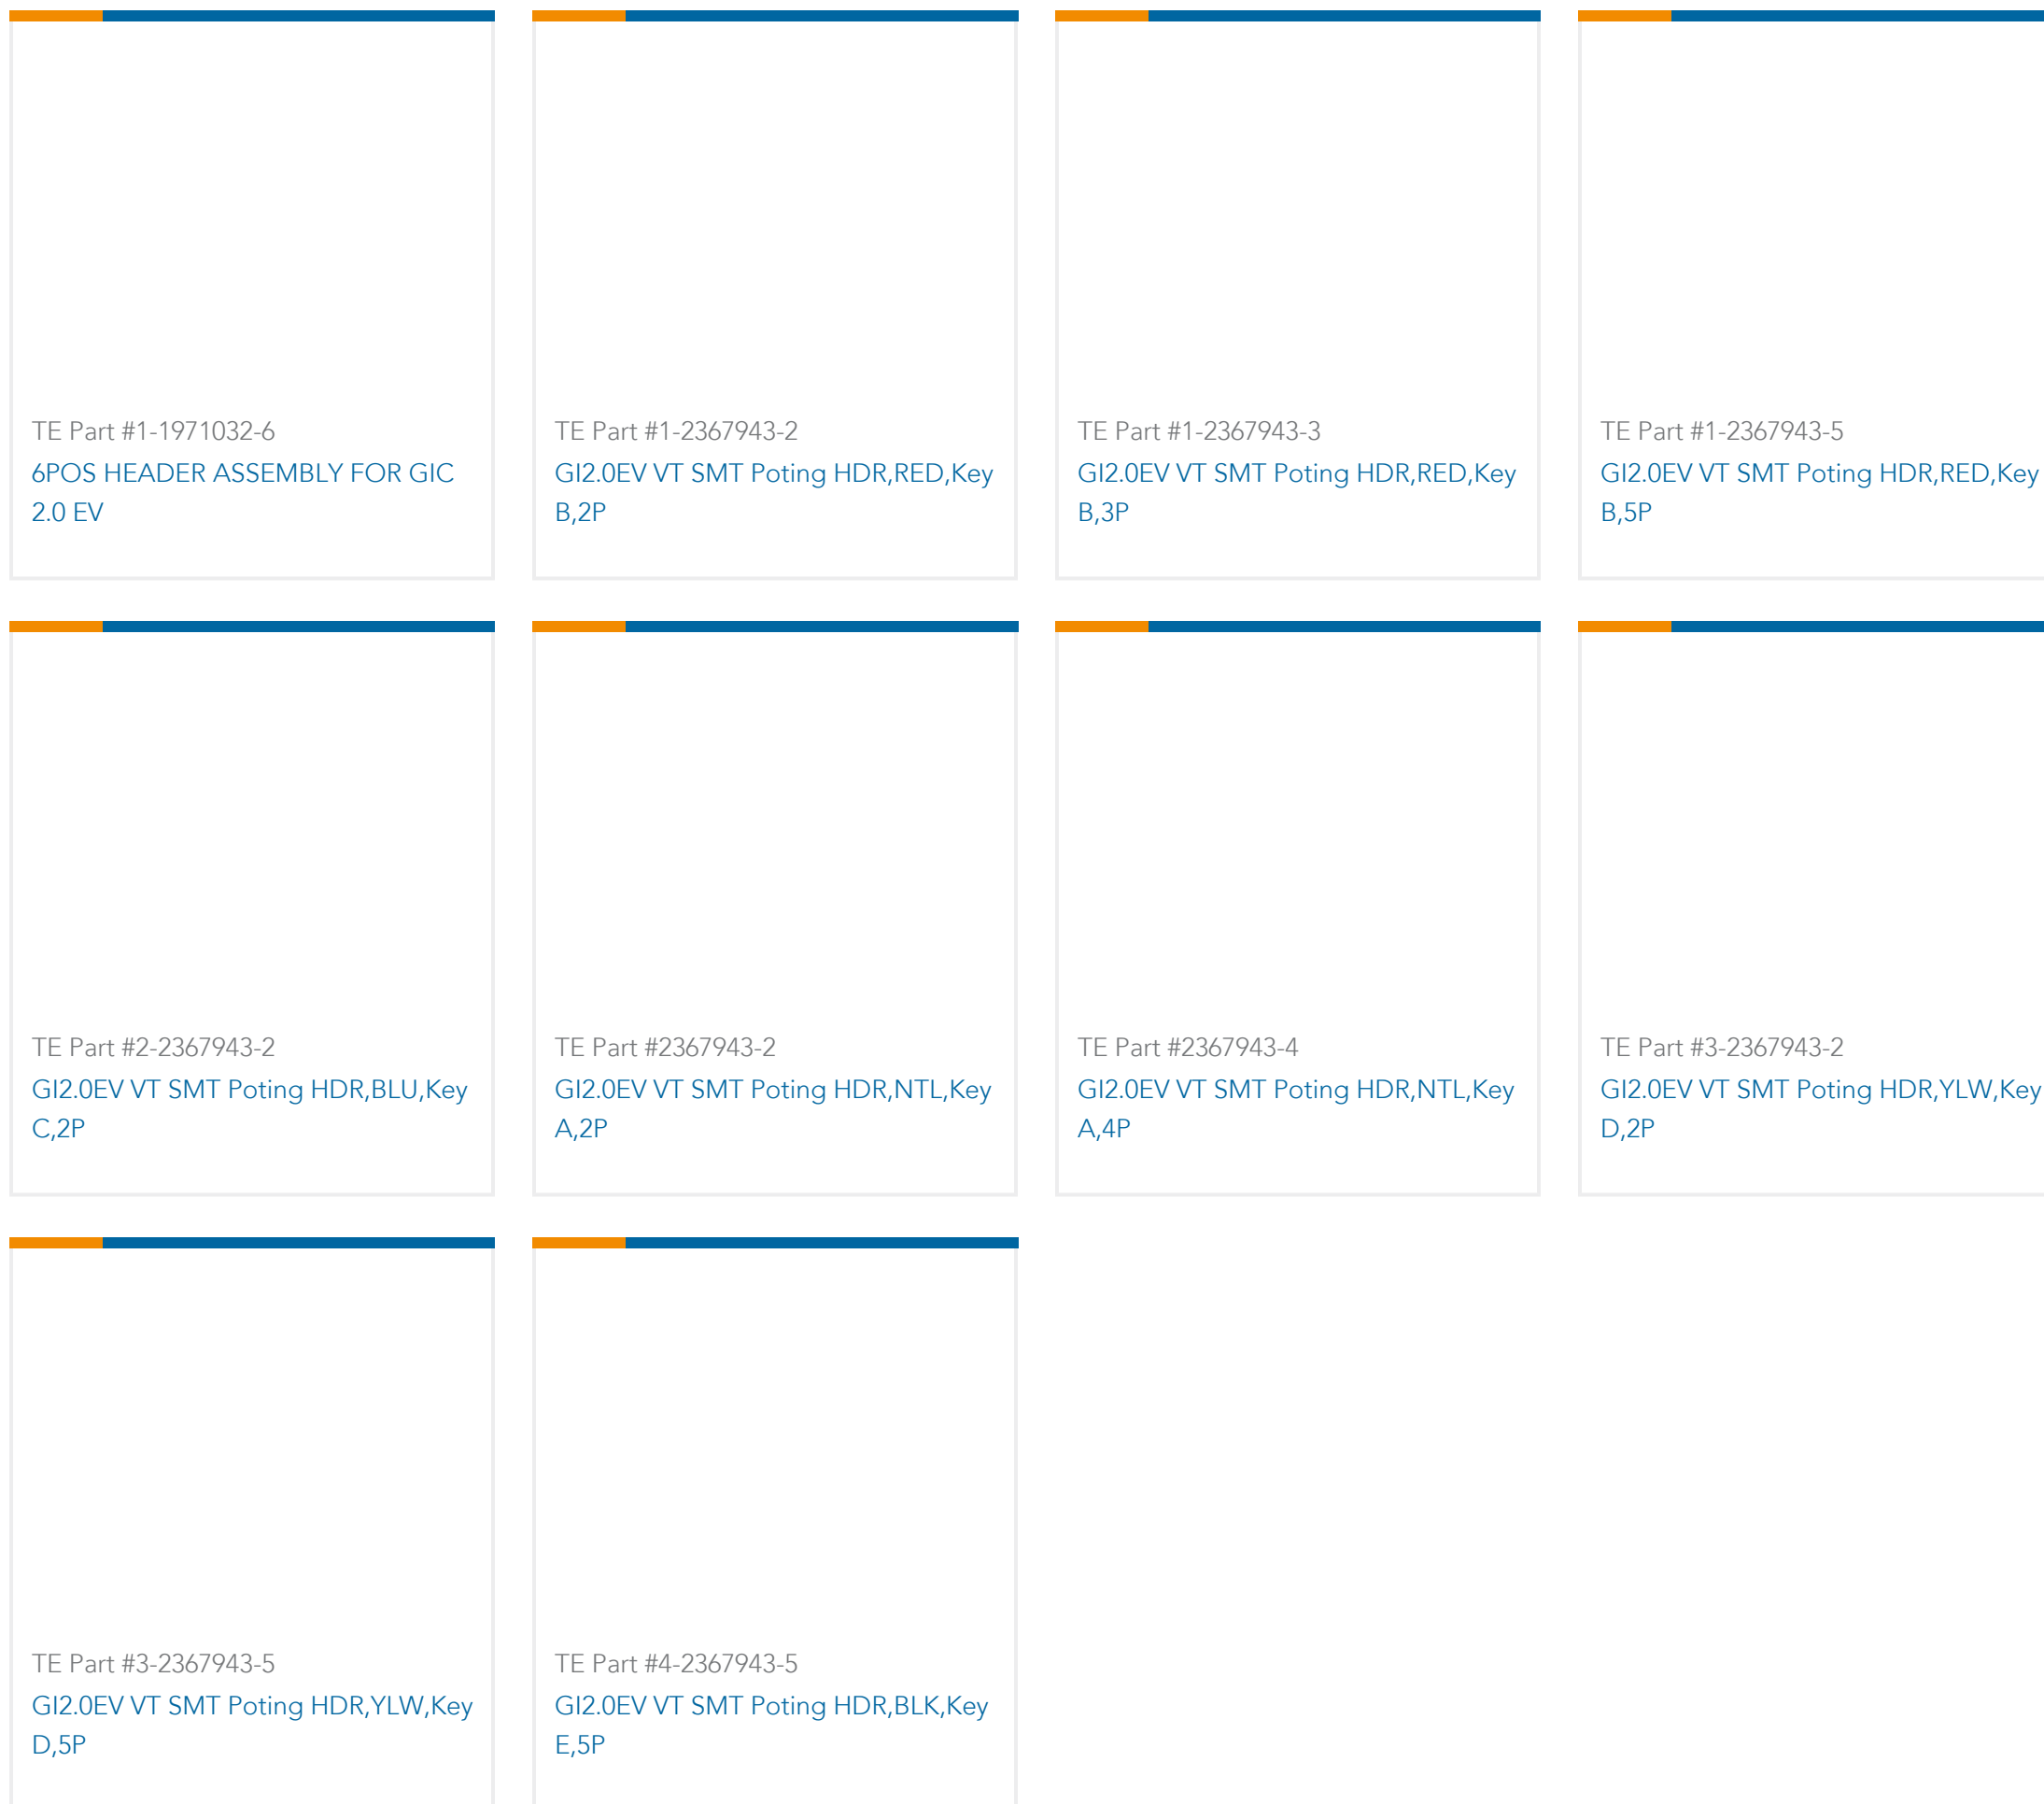 TE Part #1-1971032-6
6POS HEADER ASSEMBLY FOR GIC
2.0 EV
TE Part #1-2367943-2
GI2.0EV VT SMT Poting HDR,RED,Key
B,2P
TE Part #1-2367943-3
GI2.0EV VT SMT Poting HDR,RED,Key
B,3P
TE Part #1-2367943-5
GI2.0EV VT SMT Poting HDR,RED,Key
B,5P
TE Part #2-2367943-2
GI2.0EV VT SMT Poting HDR,BLU,Key
C,2P
TE Part #2367943-2
GI2.0EV VT SMT Poting HDR,NTL,Key
A,2P
TE Part #2367943-4
GI2.0EV VT SMT Poting HDR,NTL,Key
A,4P
TE Part #3-2367943-2
GI2.0EV VT SMT Poting HDR,YLW,Key
D,2P
TE Part #3-2367943-5
GI2.0EV VT SMT Poting HDR,YLW,Key
D,5P
TE Part #4-2367943-5
GI2.0EV VT SMT Poting HDR,BLK,Key
E,5P